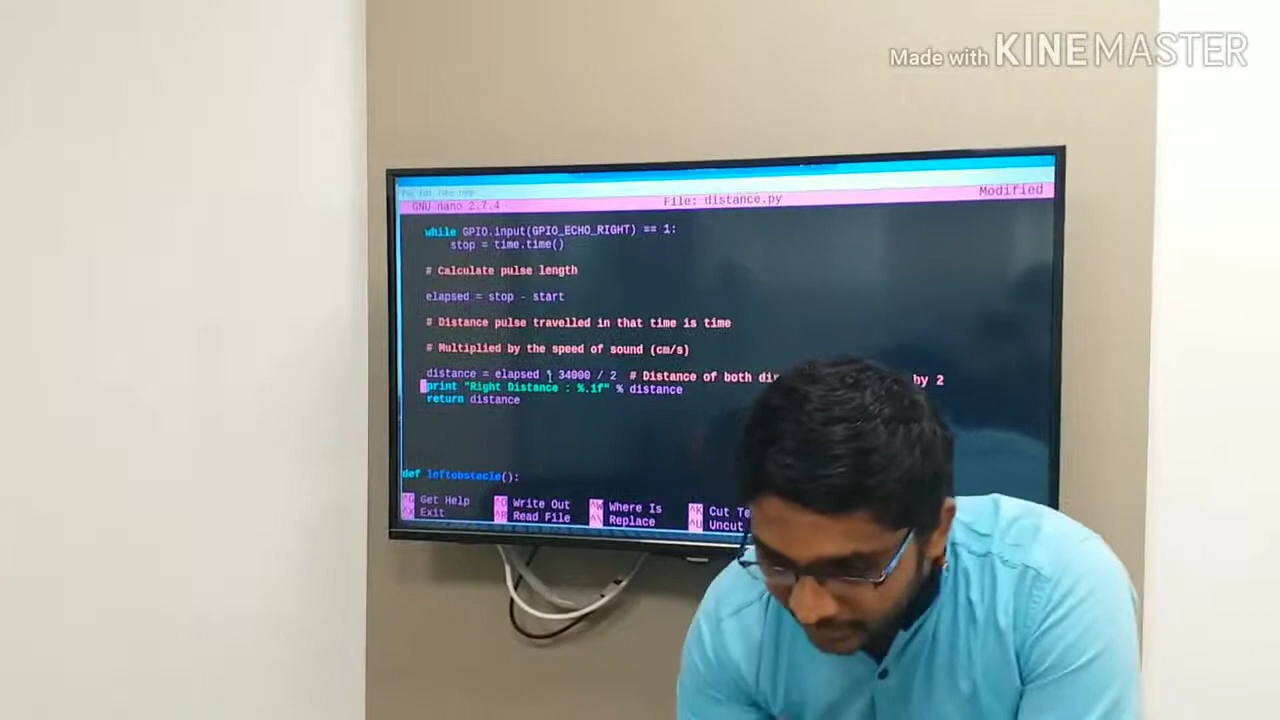 Made with KINEMASTER
GNU nano 2.7.4 File: distance.py Modified
while GPIO.input(GPIO_ECHO_RIGHT) == 1:
stop = time.time()
# Calculate pulse length
elapsed = stop - start
# Distance pulse travelled in that time is time
# Multiplied by the speed of sound (cm/s)
distance = elapsed * 34000 / 2 # Distance of both by 2
print "Right Distance : %.1f" % distance
return distance
def leftobstacle():
^G Get Help ^O Write Out ^W Where Is ^K Cut
^X Exit ^R Read File ^\ Replace ^U Uncut